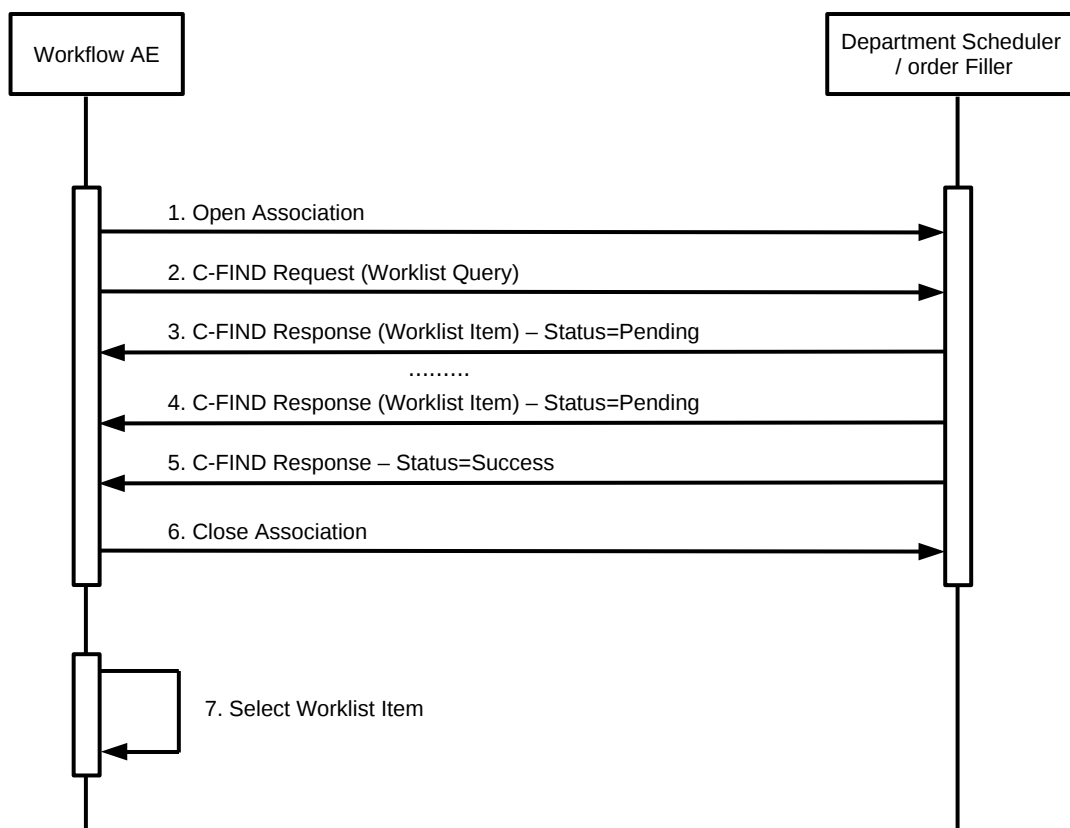 Workflow AE
Department Scheduler
/ order Filler
1. Open Association
2. C-FIND Request (Worklist Query)
3. C-FIND Response (Worklist Item) – Status=Pending
.........
4. C-FIND Response (Worklist Item) – Status=Pending
5. C-FIND Response – Status=Success
6. Close Association
7. Select Worklist Item